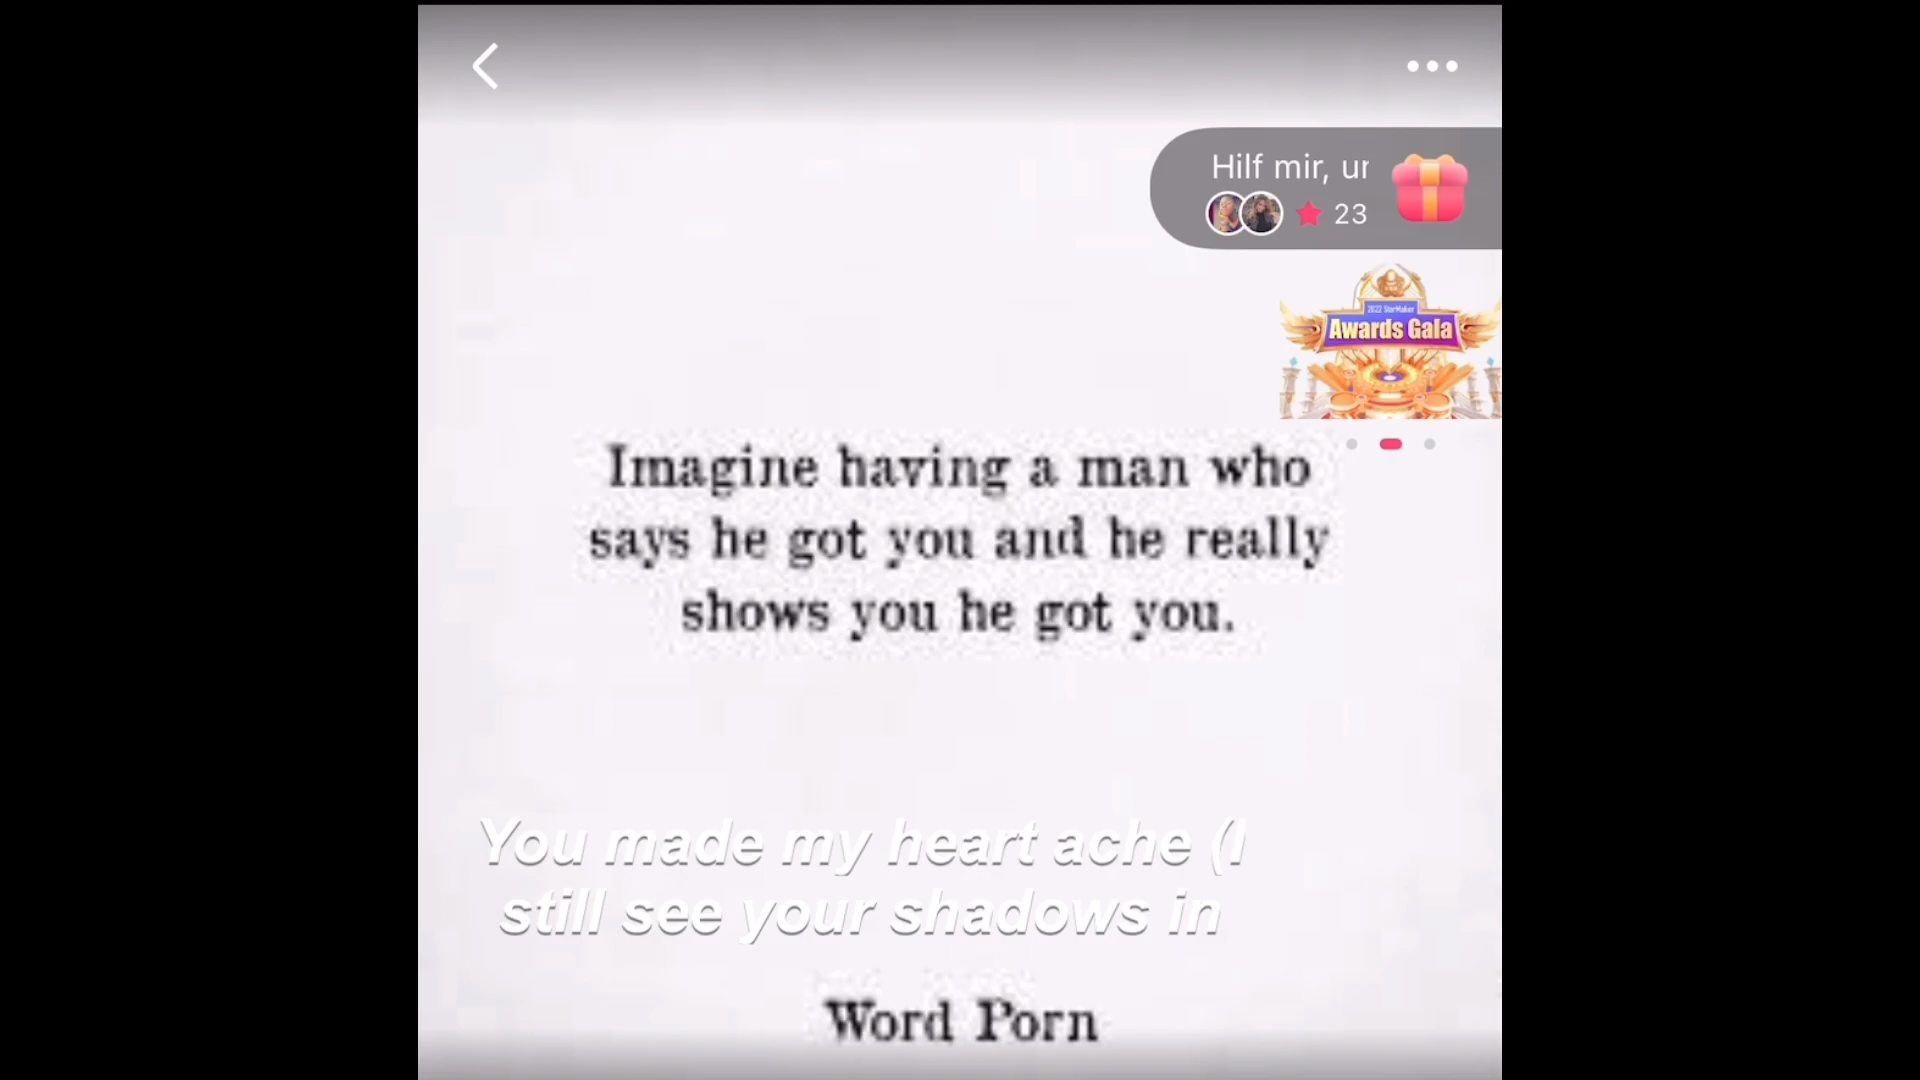 Hilf mir, ur
23
2022 StarMaker
Awards Gala
Imagine having a man who
says he got you and he really
shows you he got you.
You made my heart ache (I
still see your shadows in
Word Porn